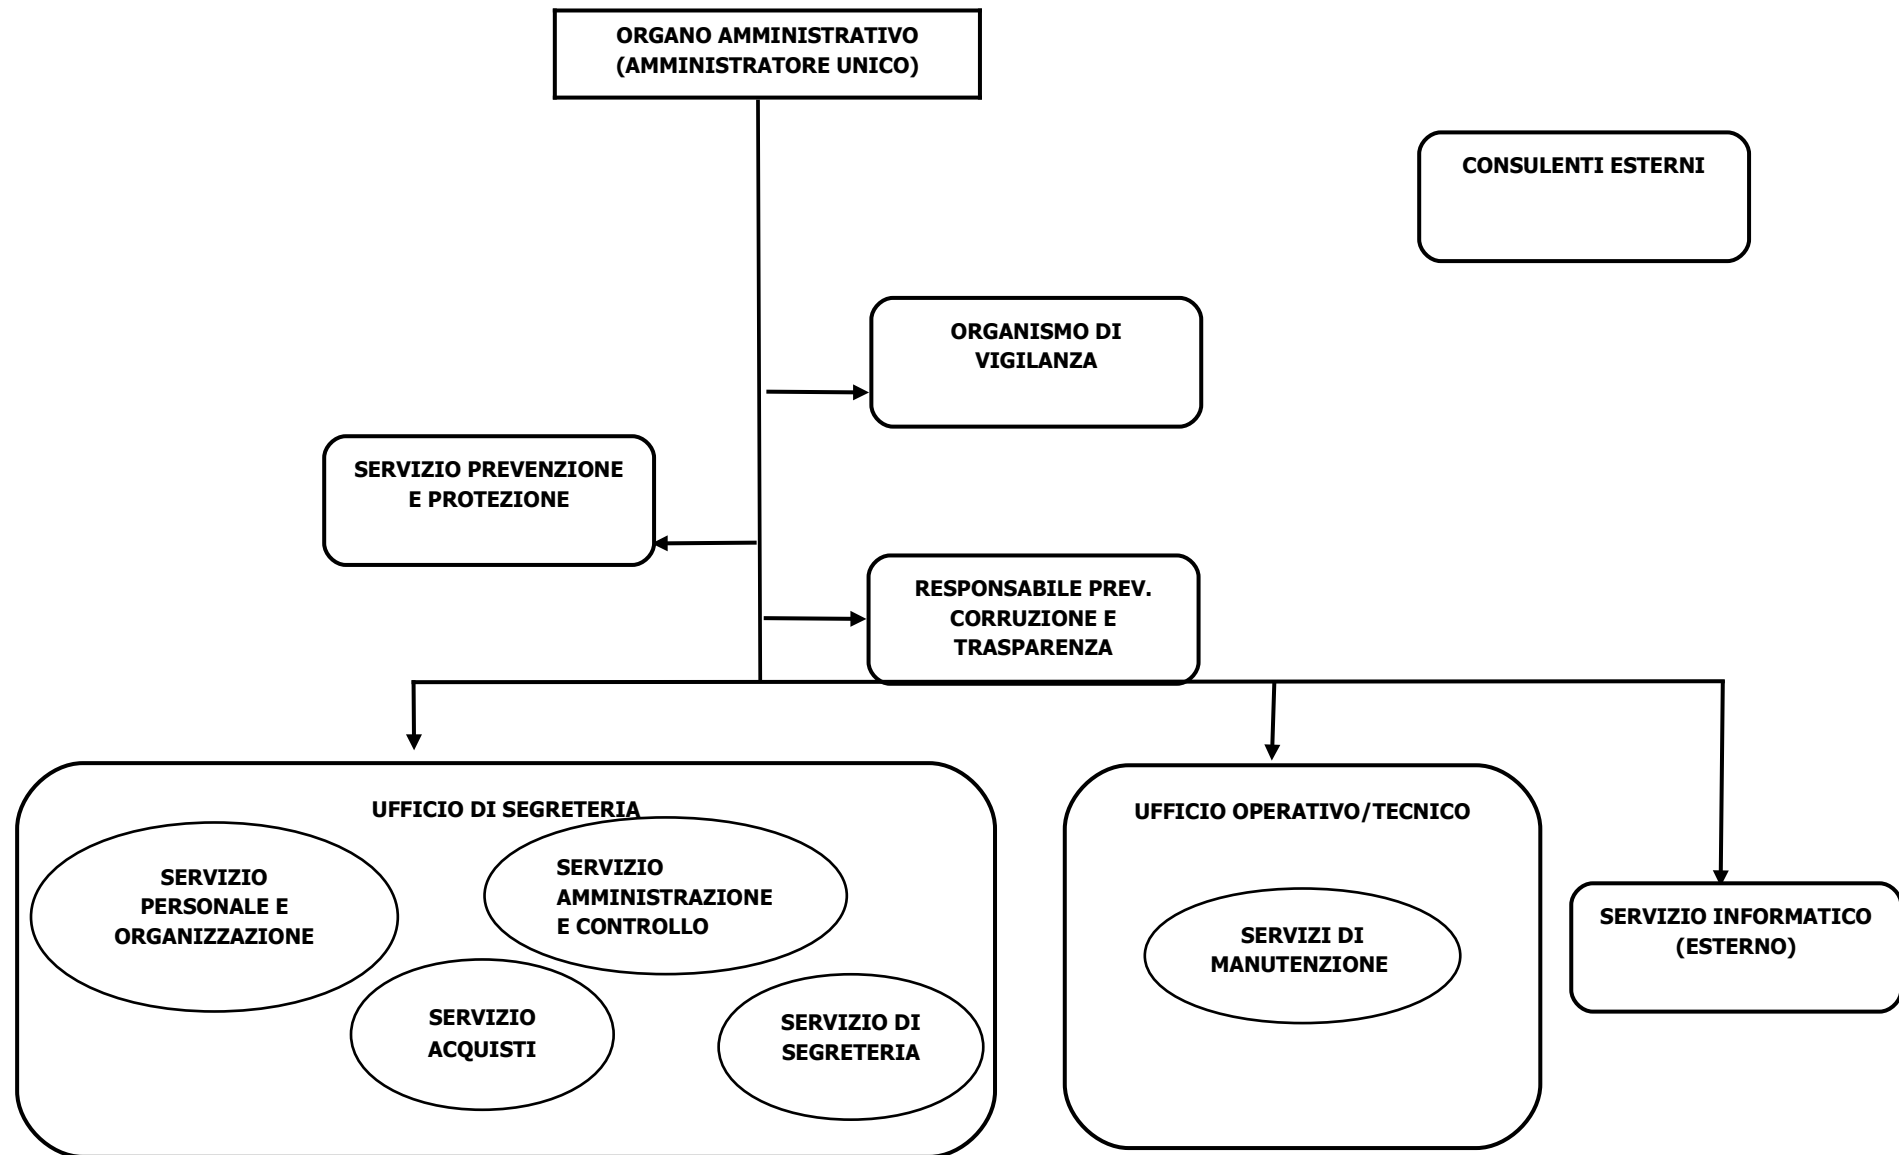 ORGANO AMMINISTRATIVO
(AMMINISTRATORE UNICO)
CONSULENTI ESTERNI
ORGANISMO DI
VIGILANZA
SERVIZIO PREVENZIONE
E PROTEZIONE
RESPONSABILE PREV.
CORRUZIONE E
TRASPARENZA
UFFICIO DI SEGRETERIA
SERVIZIO
PERSONALE E
ORGANIZZAZIONE
SERVIZIO
AMMINISTRAZIONE
E CONTROLLO
SERVIZIO
ACQUISTI
SERVIZIO DI
SEGRETERIA
UFFICIO OPERATIVO/TECNICO
SERVIZI DI
MANUTENZIONE
SERVIZIO INFORMATICO
(ESTERNO)